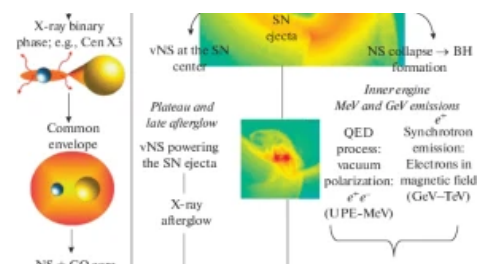 X-ray binary
phase; e.g., Cen X3
Common
envelope
SN
ejecta
νNS at the SN
center
NS collapse → BH
formation
Plateau and
late afterglow
νNS powering
the SN ejecta
X-ray
afterglow
Inner engine
MeV and GeV emissions
QED
process:
vacuum
polarization:
e⁺e⁻
(UPE-MeV)
e⁺
Synchrotron
emission:
Electrons in
magnetic field
(GeV–TeV)